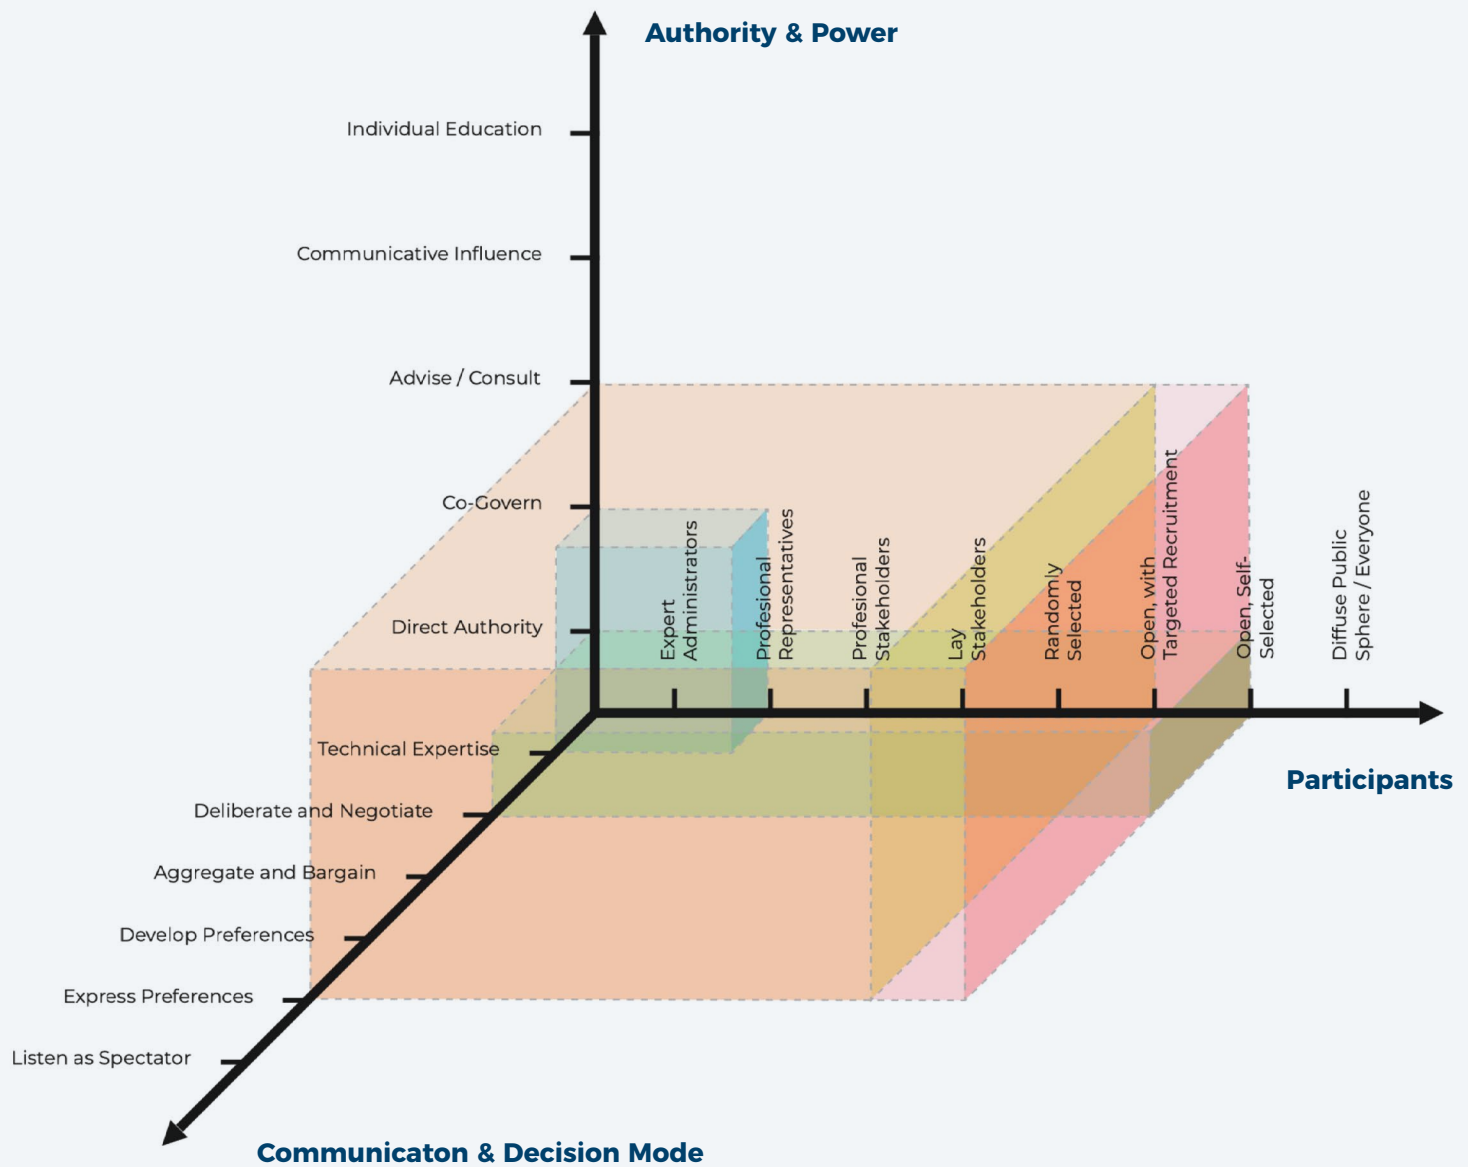 Authority & Power
Individual Education
Communicative Influence
Advise / Consult
Co-Govern
Direct Authority
Expert
Administrators
Profesional
Representatives
Profesional
Stakeholders
Lay
Stakeholders
Randomly
Selected
Open, with
Targeted Recruitment
Open, Self-
Selected
Diffuse Public
Sphere / Everyone
Participants
Technical Expertise
Deliberate and Negotiate
Aggregate and Bargain
Develop Preferences
Express Preferences
Listen as Spectator
Communicaton & Decision Mode